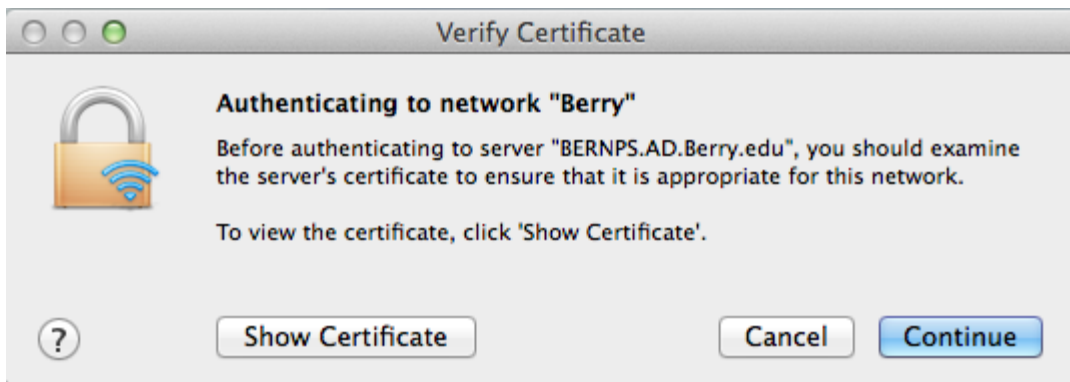 Verify Certificate
Authenticating to network "Berry"
Before authenticating to server "BERNPS.AD.Berry.edu", you should examine
the server's certificate to ensure that it is appropriate for this network.
To view the certificate, click 'Show Certificate'.
? Show Certificate Cancel Continue